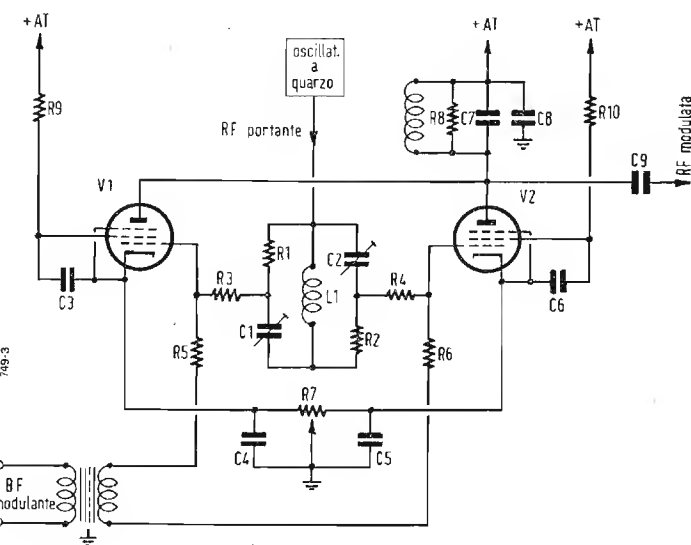 +AT
oscillat.
a
quarzo
+AT
+AT
R9
RF portante
R8
C7
C8
R10
C9
RF modulata
V1
V2
C3
R1
C2
R3
L1
R4
C1
R2
C6
R5
R6
R7
C4
C5
749-3
BF
modulante